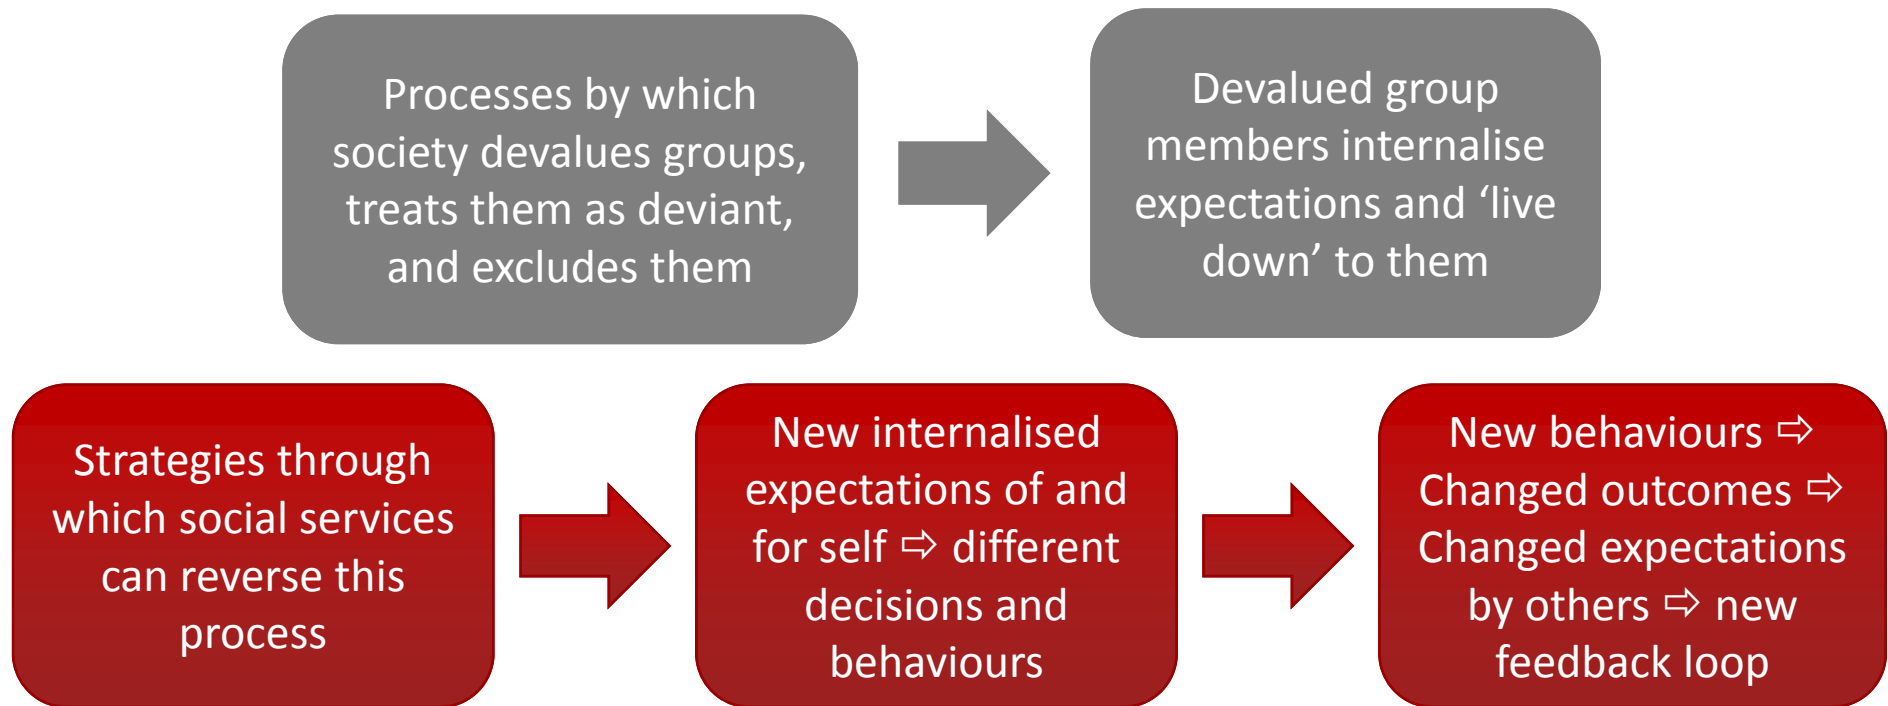 Processes by which
society devalues groups,
treats them as deviant,
and excludes them
Devalued group
members internalise
expectations and ‘live
down’ to them
Strategies through
which social services
can reverse this
process
New internalised
expectations of and
for self ⇨ different
decisions and
behaviours
New behaviours ⇨
Changed outcomes ⇨
Changed expectations
by others ⇨ new
feedback loop